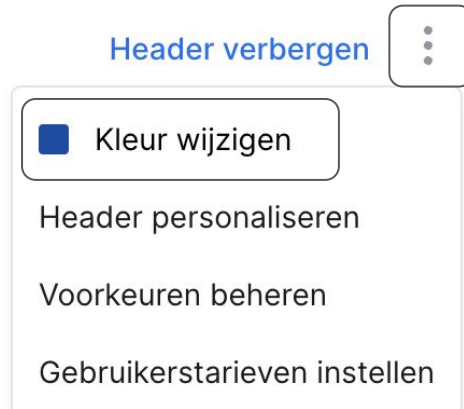 Header verbergen
Kleur wijzigen
Header personaliseren
Voorkeuren beheren
Gebruikerstarieven instellen